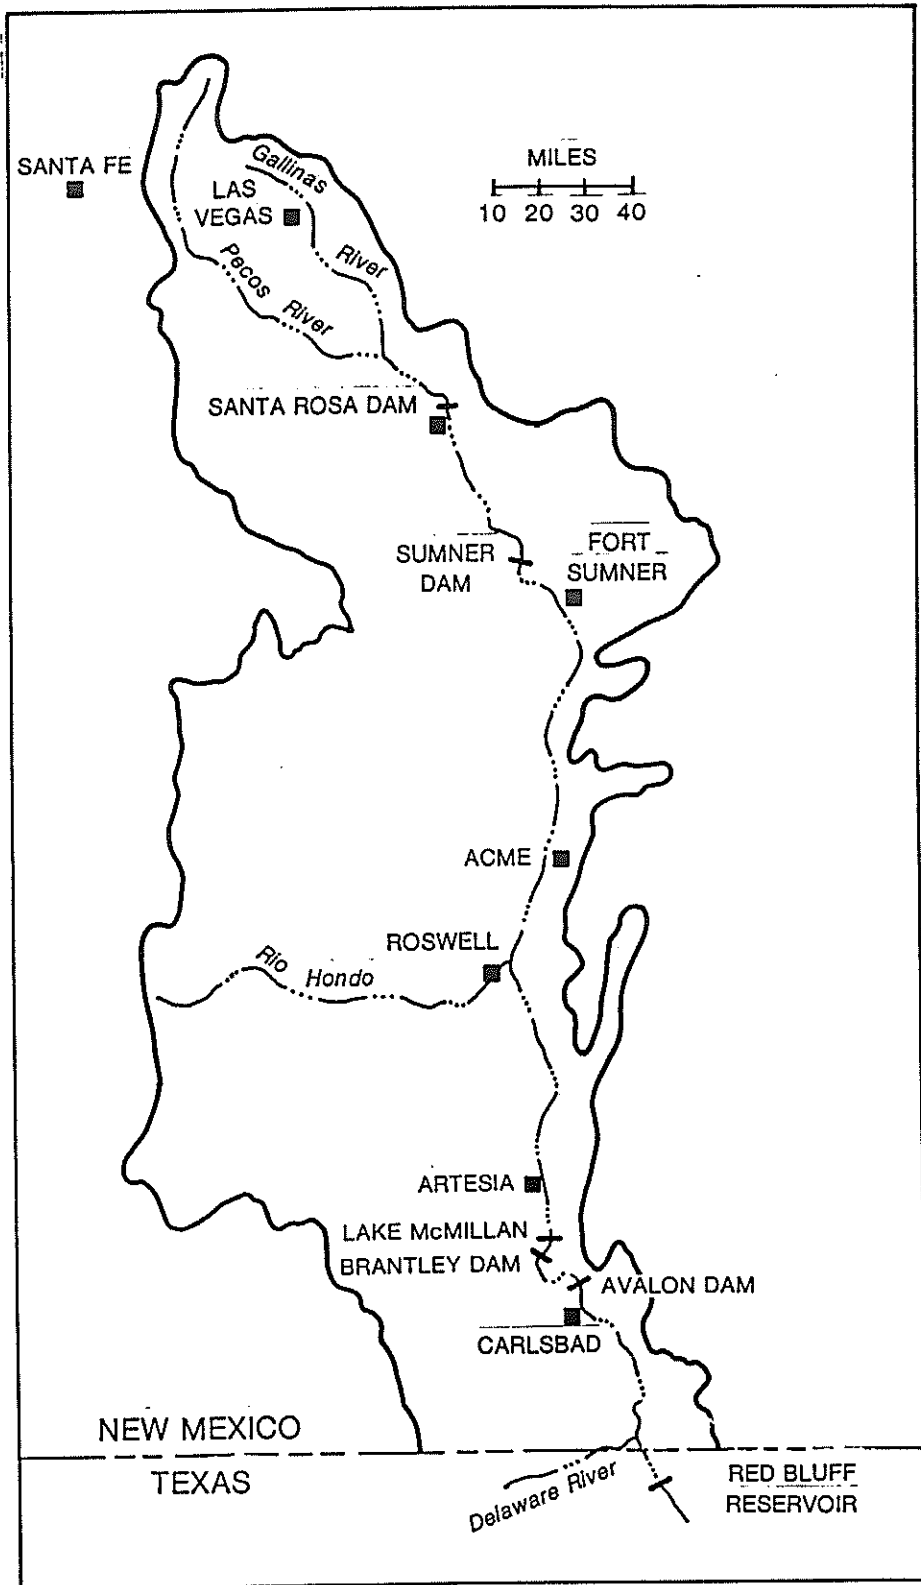 SANTA FE
Gallinas
River
MILES
10 20 30 40
LAS
VEGAS
Pecos
River
SANTA ROSA DAM
SUMNER
DAM
FORT
SUMNER
ACME
ROSWELL
Rio
Hondo
ARTESIA
LAKE McMILLAN
BRANTLEY DAM
AVALON DAM
CARLSBAD
NEW MEXICO
TEXAS
Delaware River
RED BLUFF
RESERVOIR